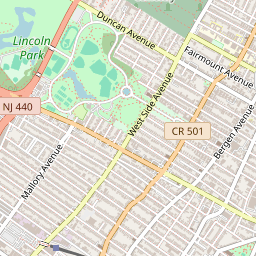 Duncan Avenue
Lincoln
Park
Fairmount Avenue
NJ 440
West Side Avenue
CR 501
Bergen Avenue
Mallory Avenue